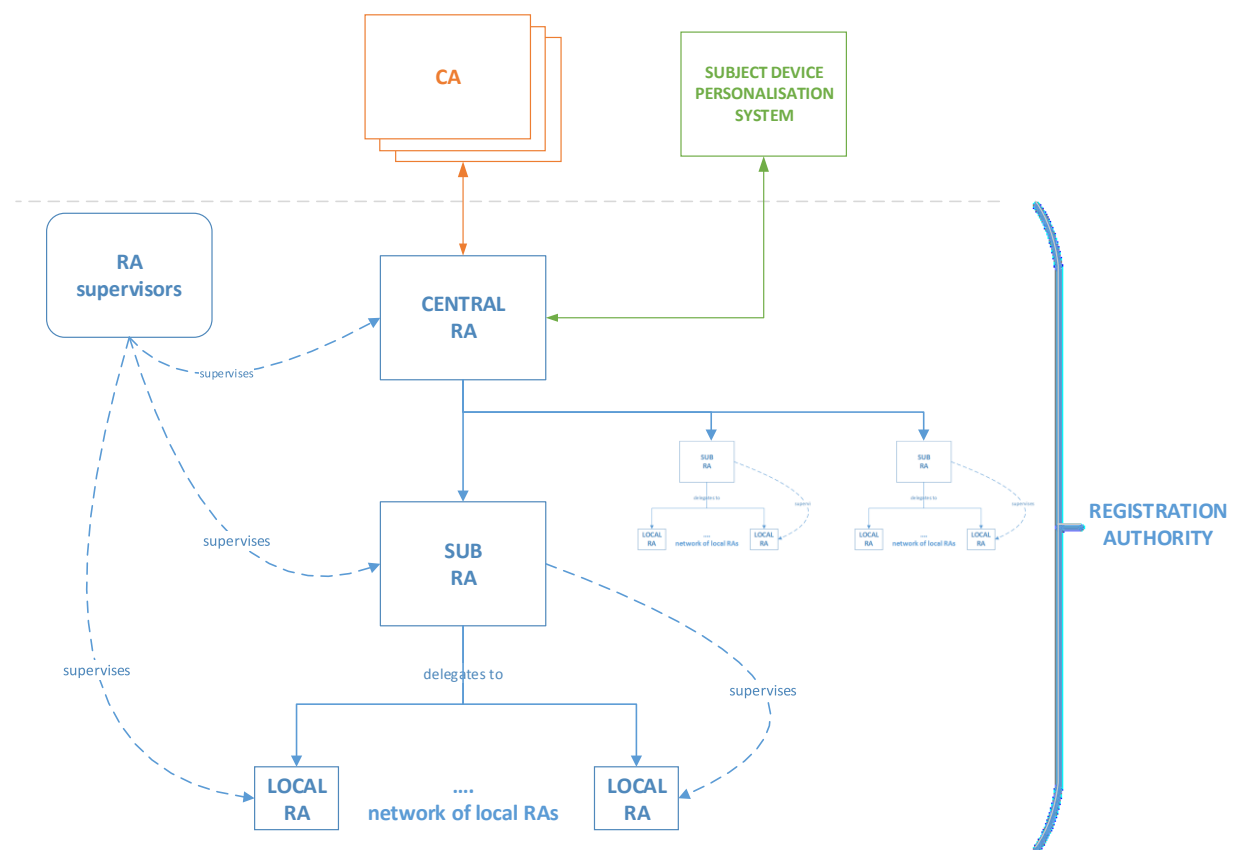 CA
SUBJECT DEVICE
PERSONALISATION
SYSTEM
RA
supervisors
CENTRAL
RA
supervises
SUB
RA
SUB
RA
delegates to
delegates to
supervises
LOCAL
RA
....
network of local RAs
LOCAL
RA
LOCAL
RA
....
network of local RAs
LOCAL
RA
REGISTRATION
AUTHORITY
supervises
SUB
RA
supervises
delegates to
supervises
LOCAL
RA
....
network of local RAs
LOCAL
RA